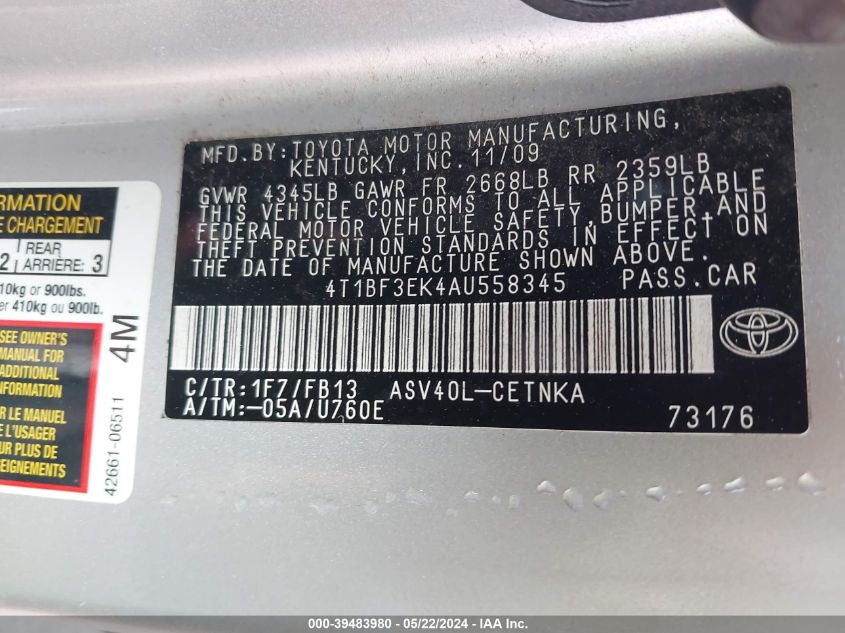 MFD.BY:TOYOTA MOTOR MANUFACTURING,
KENTUCKY, INC. 11/09
GVWR 4345LB GAWR FR 2668LB RR 2359LB
THIS VEHICLE CONFORMS TO ALL APPLICABLE
FEDERAL MOTOR VEHICLE SAFETY,BUMPER,AND
THEFT PREVENTION STANDARDS IN EFFECT ON
THE DATE OF MANUFACTURE SHOWN ABOVE.
4T1BF3EK4AU558345 PASS.CAR
C/TR:1F7/FB13 ASV40L-CETNKA
A/TM:-05A/U760E
73176
TOYOTA
CHARGEMENT
2 REAR
ARRIÈRE: 3
kg or 900lbs.
410kg ou 900lb.
SEE OWNER'S
MANUAL FOR
ADDITIONAL
INFORMATION
LE MANUEL
L'USAGER
PLUS DE
4M
42661-06511
000-39483980 - 05/22/2024 - IAA Inc.